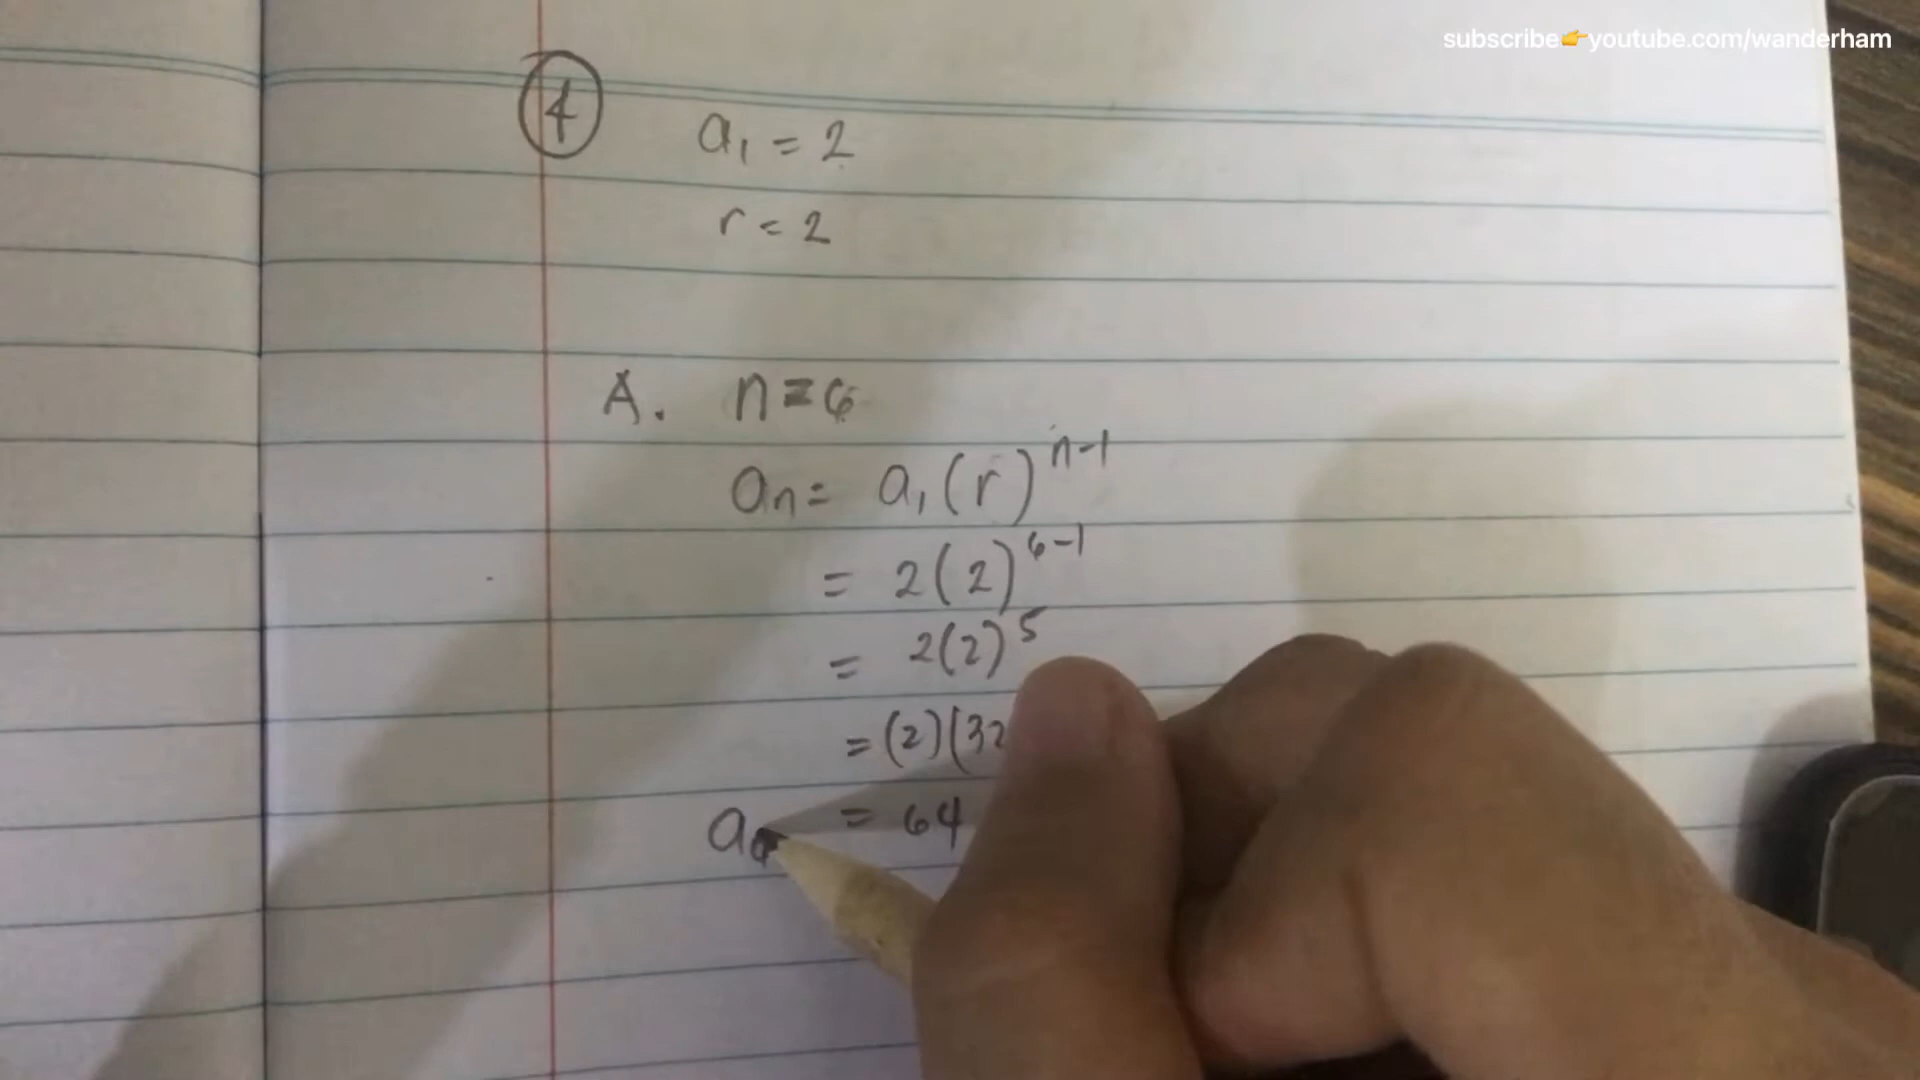 subscribe👉youtube.com/wanderham
4
a₁ = 2
r = 2
A. n = 6
aₙ = a₁(r)ⁿ⁻¹
= 2(2)⁶⁻¹
= 2(2)⁵
= (2)(32
a = 64